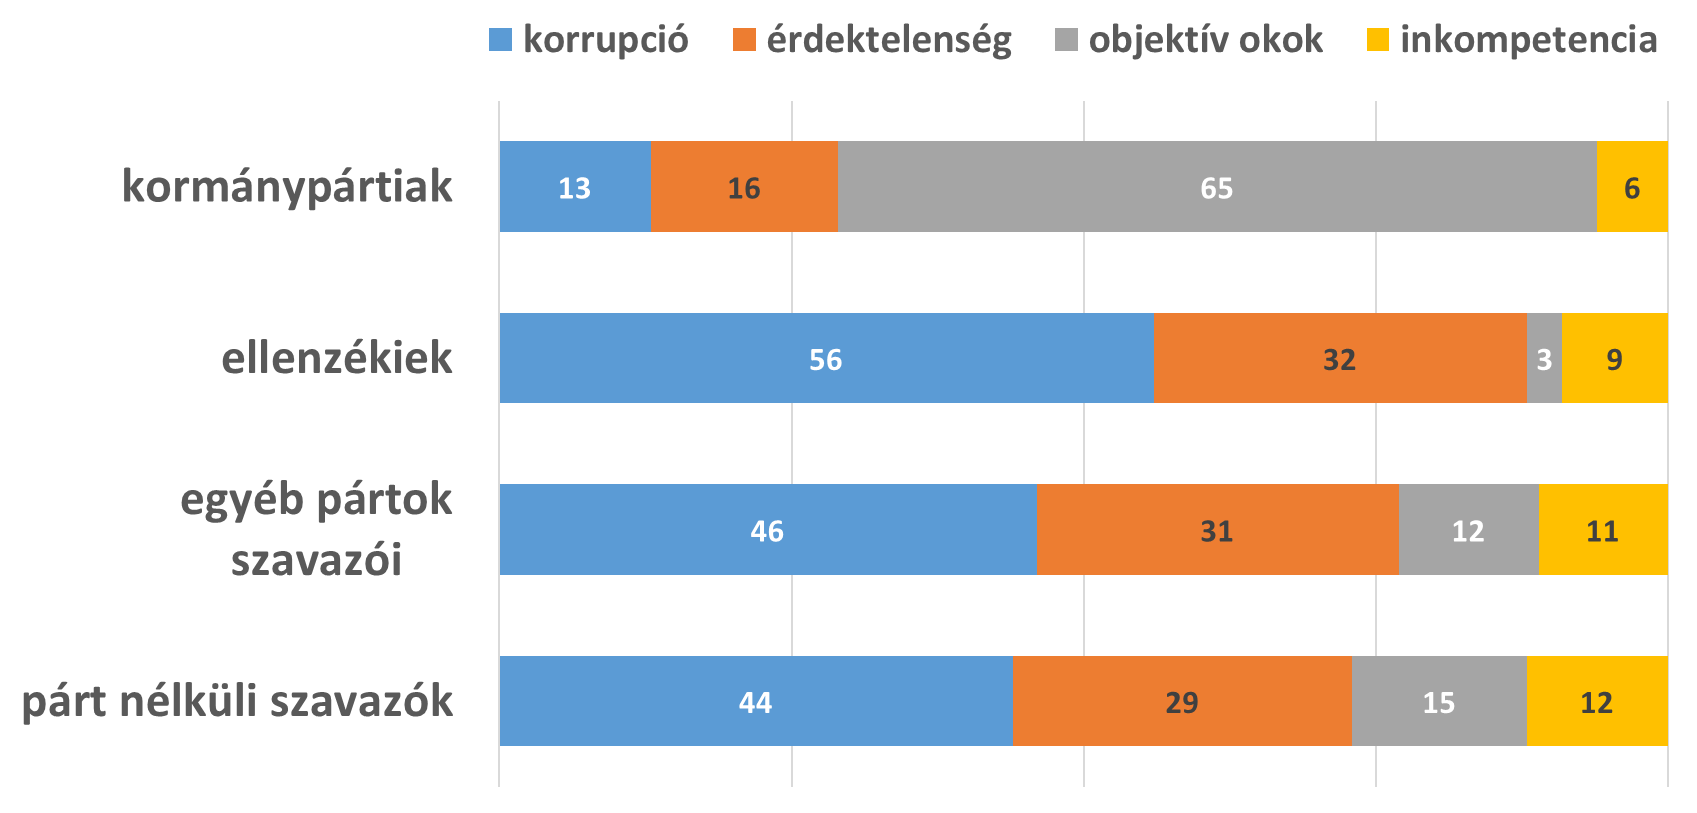 korrupció érdektelenség objektív okok inkompetencia
kormánypártiak 13 16 65 6
ellenzékiek 56 32 3 9
egyéb pártok
szavazói 46 31 12 11
párt nélküli szavazók 44 29 15 12